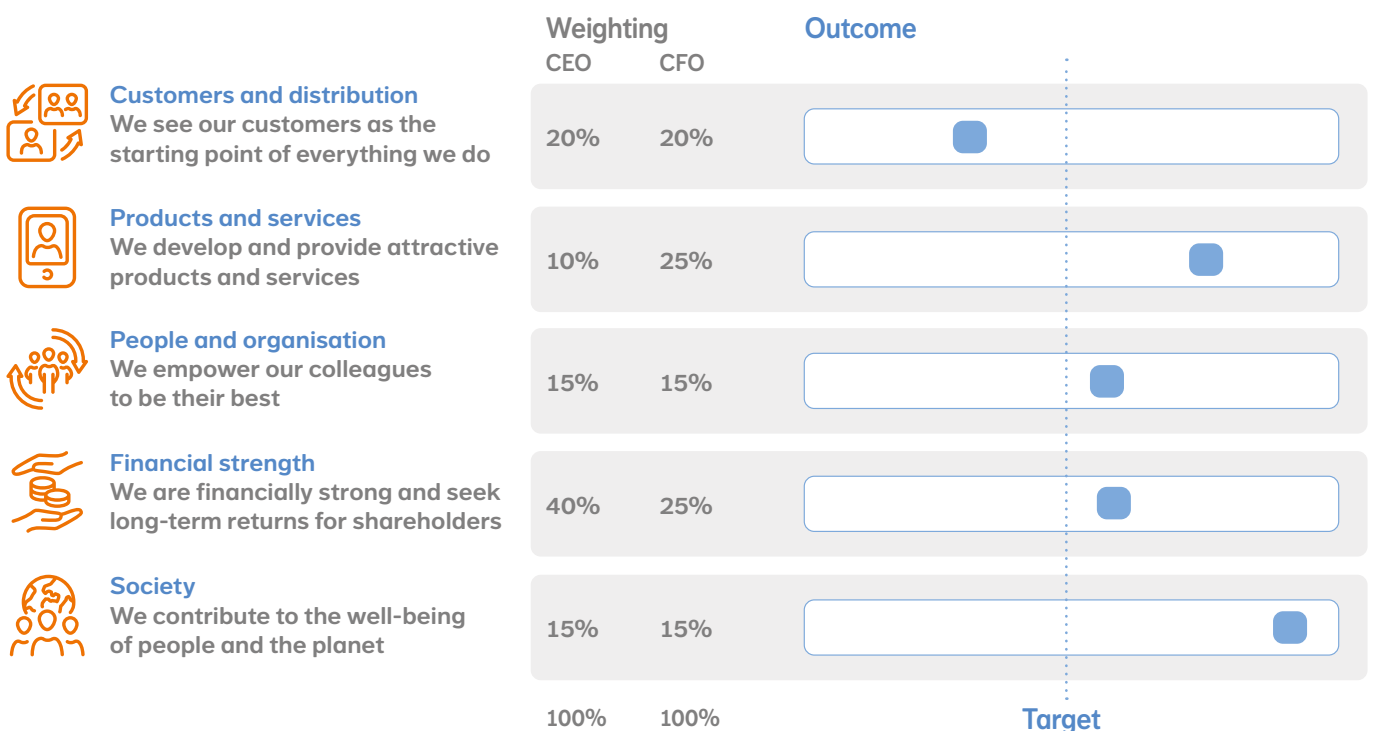 Weighting Outcome
CEO CFO
Customers and distribution
We see our customers as the
starting point of everything we do
20% 20%
Products and services
We develop and provide attractive
products and services
10% 25%
People and organisation
We empower our colleagues
to be their best
15% 15%
Financial strength
We are financially strong and seek
long-term returns for shareholders
40% 25%
Society
We contribute to the well-being
of people and the planet
15% 15%
100% 100% Target